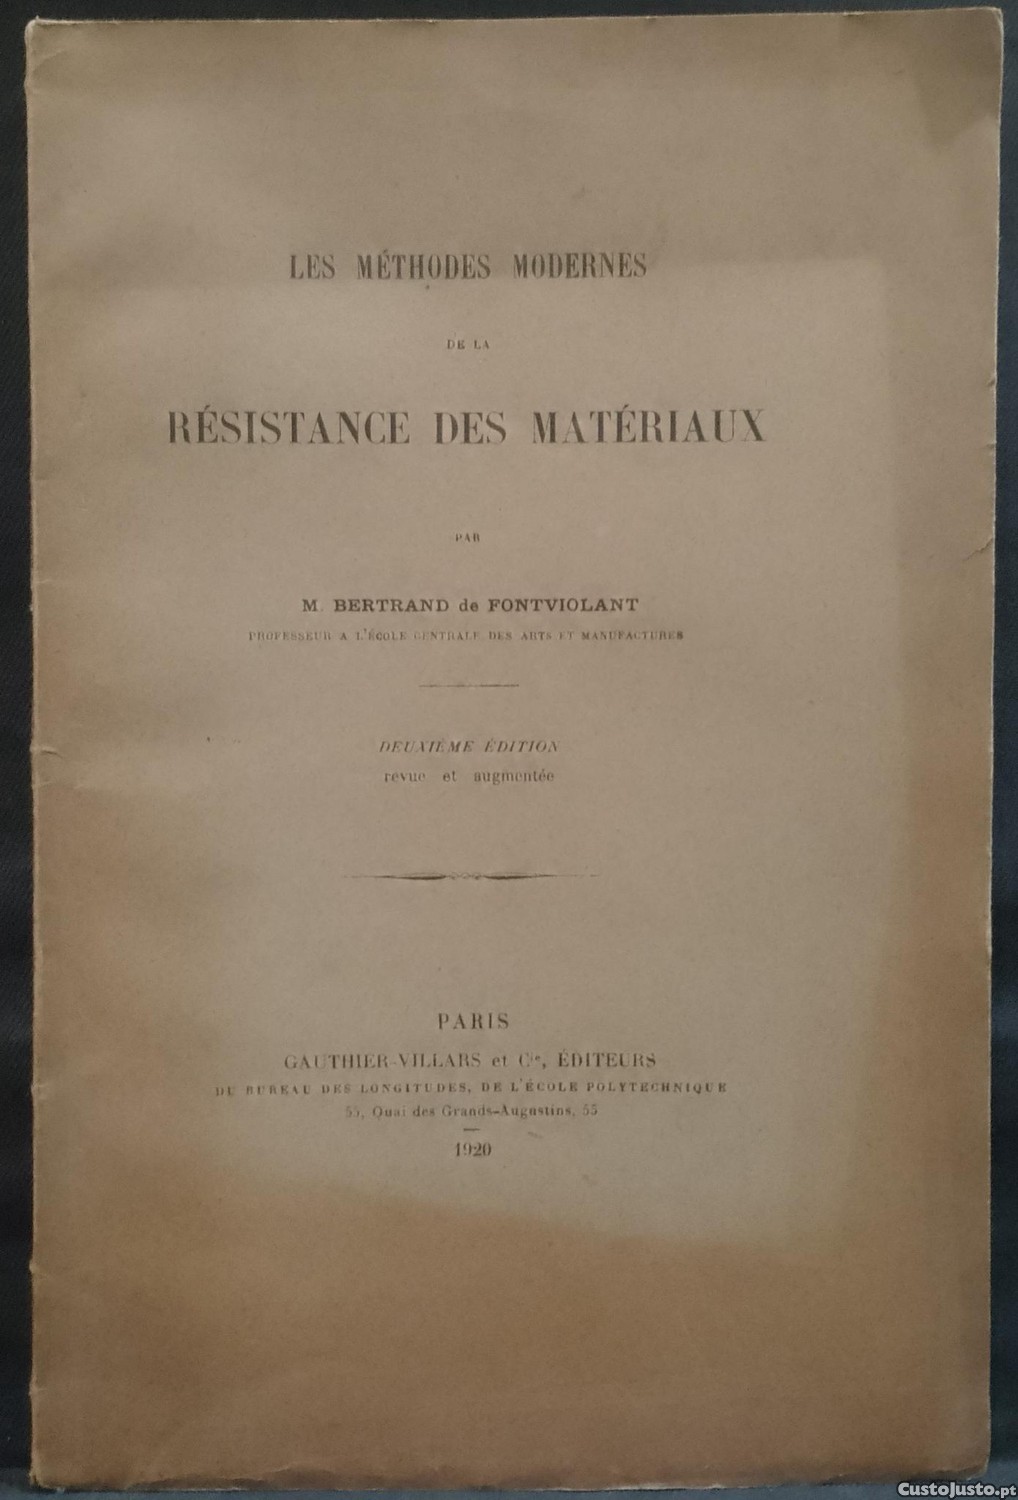 LES MÉTHODES MODERNES
DE LA
RÉSISTANCE DES MATÉRIAUX
PAR
M. BERTRAND de FONTVIOLANT
PROFESSEUR A L'ÉCOLE CENTRALE DES ARTS ET MANUFACTURES
DEUXIÈME ÉDITION
revue et augmentée
PARIS
GAUTHIER-VILLARS et Cie, ÉDITEURS
DU BUREAU DES LONGITUDES, DE L'ÉCOLE POLYTECHNIQUE
55, Quai des Grands-Augustins, 55
1920
CustoJusto.pt